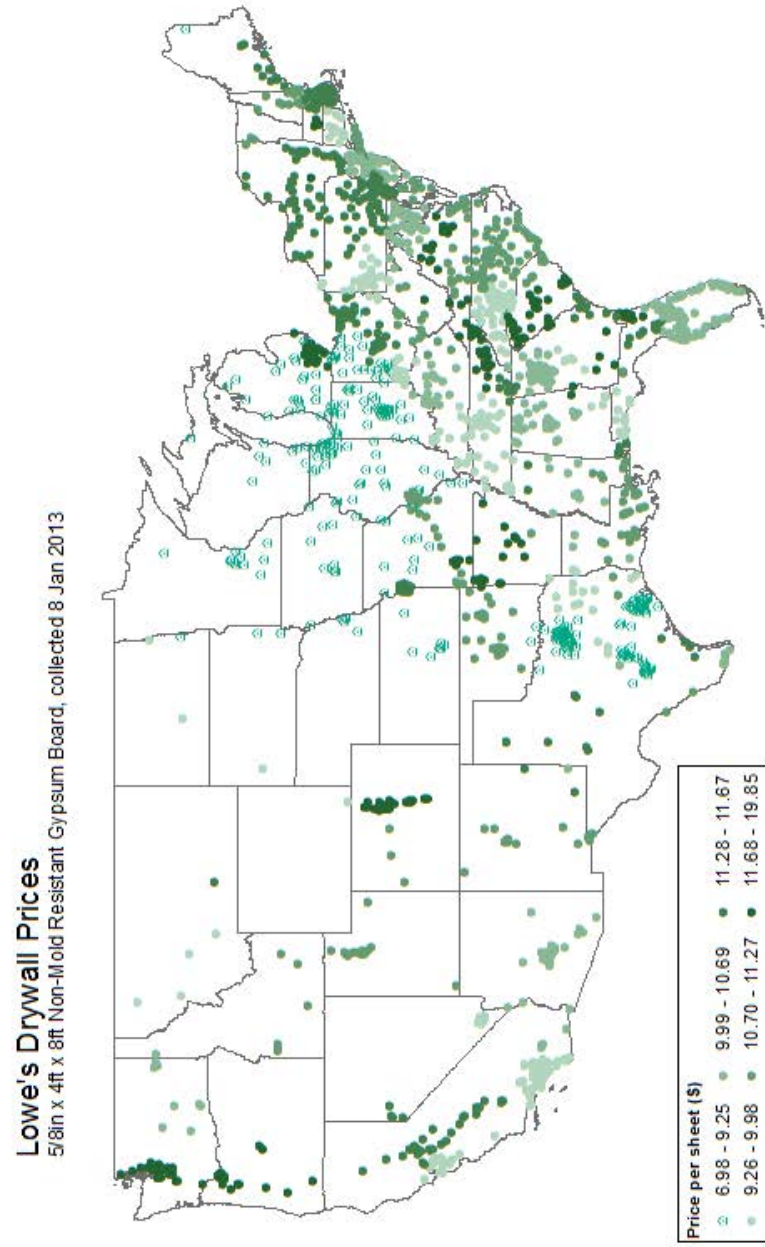 Lowe's Drywall Prices
5/8in x 4ft x 8ft Non-Mold Resistant Gypsum Board, collected 8 Jan 2013
Price per sheet ($)
6.98 - 9.25 9.99 - 10.69 11.28 - 11.67
9.26 - 9.98 10.70 - 11.27 11.68 - 19.85